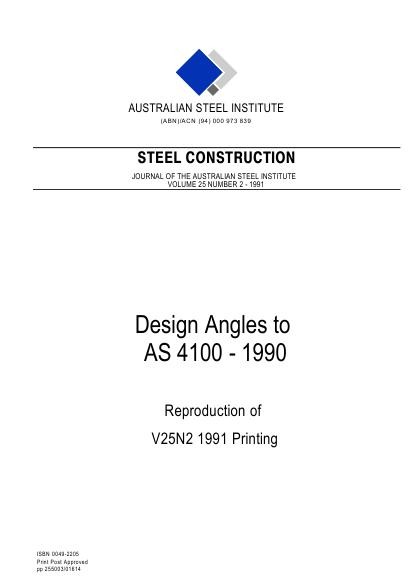 AUSTRALIAN STEEL INSTITUTE
(ABN)/ACN (94) 000 973 839
STEEL CONSTRUCTION
JOURNAL OF THE AUSTRALIAN STEEL INSTITUTE
VOLUME 25 NUMBER 2 - 1991
Design Angles to
AS 4100 - 1990
Reproduction of
V25N2 1991 Printing
ISBN 0049-2205
Print Post Approved
pp 255003/01614